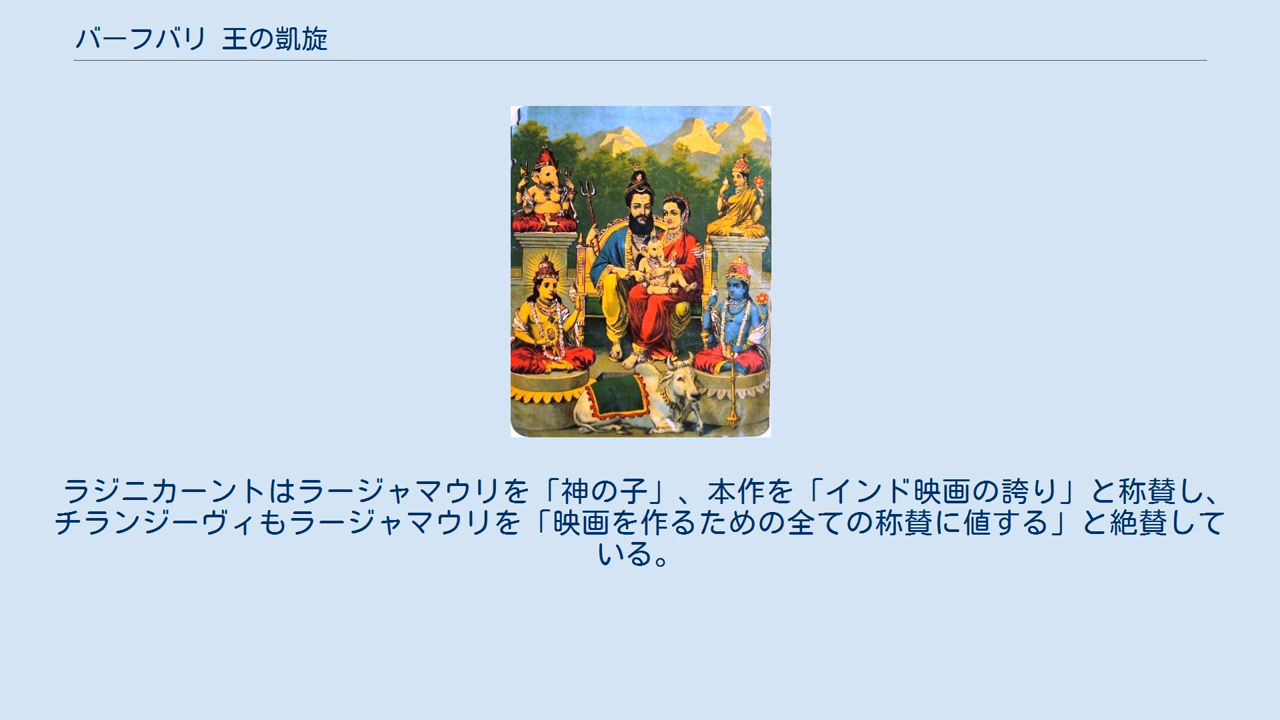 バーフバリ 王の凱旋
ラジニカーントはラージャマウリを「神の子」、本作を「インド映画の誇り」と称賛し、
チランジーヴィもラージャマウリを「映画を作るための全ての称賛に値する」と絶賛して
いる。